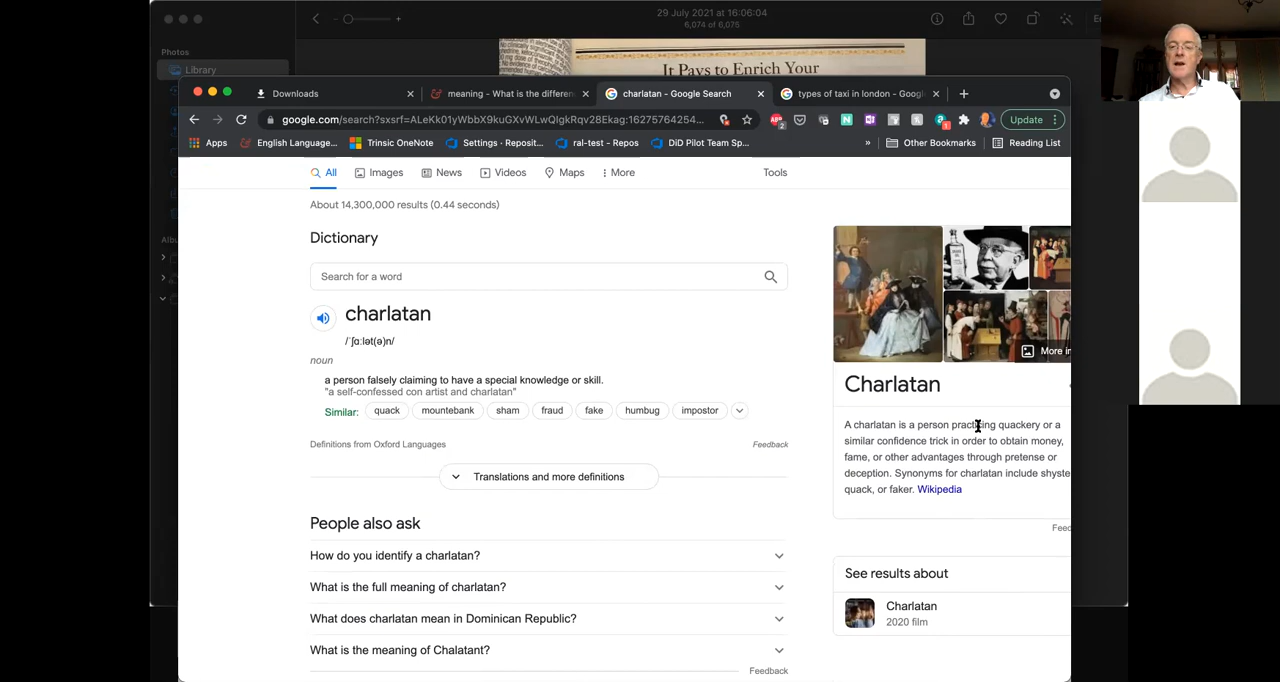 29 July 2021 at 16:06:04
6,074 of 6,075
Photos
Library
It Pays to Enrich Your
Downloads
meaning - What is the differen
charlatan - Google Search
types of taxi in london - Goog
google.com/search?sxsrf=ALeKk01yWbbX9kuGXvWLwQIgkRqv28Ekag:16275764254...
Update
Apps
English Language...
Trinsic OneNote
Settings · Reposit...
ral-test - Repos
DiD Pilot Team Sp...
»
Other Bookmarks
Reading List
All
Images
News
Videos
Maps
More
Tools
About 14,300,000 results (0.44 seconds)
Dictionary
Search for a word
charlatan
/ˈʃɑːlət(ə)n/
noun
a person falsely claiming to have a special knowledge or skill.
"a self-confessed con artist and charlatan"
Similar: quack mountebank sham fraud fake humbug impostor
Definitions from Oxford Languages
Feedback
Translations and more definitions
People also ask
How do you identify a charlatan?
What is the full meaning of charlatan?
What does charlatan mean in Dominican Republic?
What is the meaning of Chalatant?
Feedback
More im
Charlatan
A charlatan is a person practicing quackery or a
similar confidence trick in order to obtain money,
fame, or other advantages through pretense or
deception. Synonyms for charlatan include shyste
quack, or faker. Wikipedia
Feed
See results about
Charlatan
2020 film